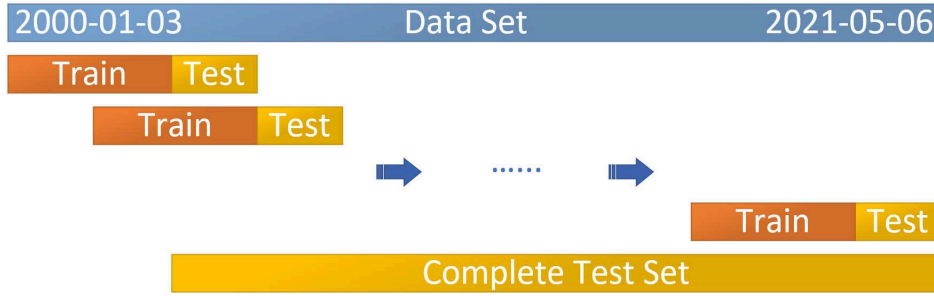 2000-01-03 Data Set 2021-05-06
Train Test
Train Test
......
Train Test
Complete Test Set